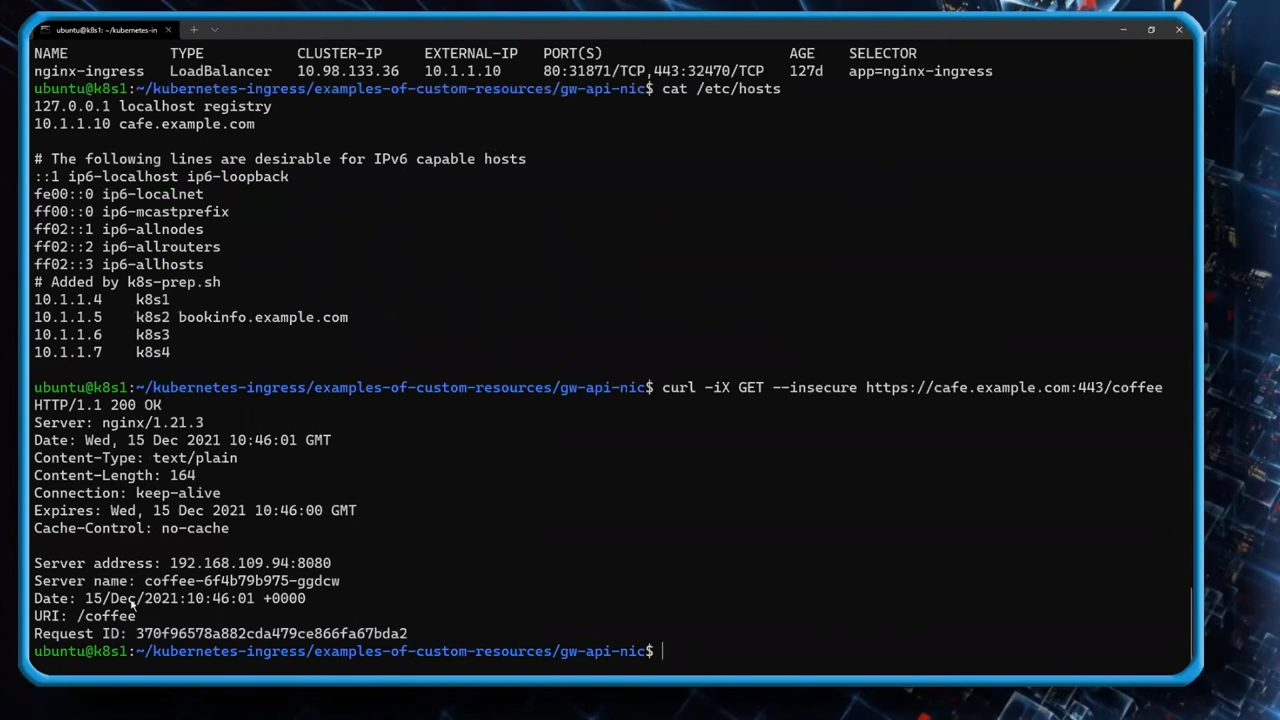 ubuntu@k8s1: ~/kubernetes-in
NAME TYPE CLUSTER-IP EXTERNAL-IP PORT(S) AGE SELECTOR
nginx-ingress LoadBalancer 10.98.133.36 10.1.1.10 80:31871/TCP,443:32470/TCP 127d app=nginx-ingress
ubuntu@k8s1:~/kubernetes-ingress/examples-of-custom-resources/gw-api-nic$ cat /etc/hosts
127.0.0.1 localhost registry
10.1.1.10 cafe.example.com
# The following lines are desirable for IPv6 capable hosts
::1 ip6-localhost ip6-loopback
fe00::0 ip6-localnet
ff00::0 ip6-mcastprefix
ff02::1 ip6-allnodes
ff02::2 ip6-allrouters
ff02::3 ip6-allhosts
# Added by k8s-prep.sh
10.1.1.4 k8s1
10.1.1.5 k8s2 bookinfo.example.com
10.1.1.6 k8s3
10.1.1.7 k8s4
ubuntu@k8s1:~/kubernetes-ingress/examples-of-custom-resources/gw-api-nic$ curl -iX GET --insecure https://cafe.example.com:443/coffee
HTTP/1.1 200 OK
Server: nginx/1.21.3
Date: Wed, 15 Dec 2021 10:46:01 GMT
Content-Type: text/plain
Content-Length: 164
Connection: keep-alive
Expires: Wed, 15 Dec 2021 10:46:00 GMT
Cache-Control: no-cache
Server address: 192.168.109.94:8080
Server name: coffee-6f4b79b975-ggdcw
Date: 15/Dec/2021:10:46:01 +0000
URI: /coffee
Request ID: 370f96578a882cda479ce866fa67bda2
ubuntu@k8s1:~/kubernetes-ingress/examples-of-custom-resources/gw-api-nic$